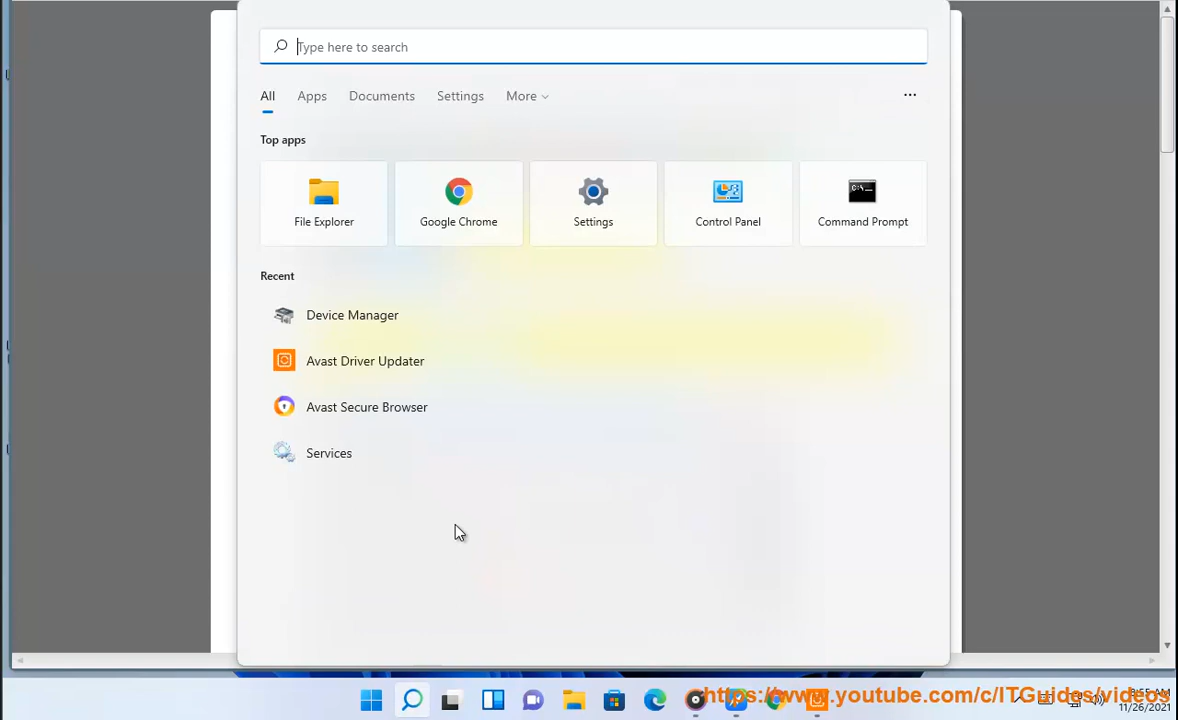 Type here to search
All Apps Documents Settings More ...
Top apps
File Explorer Google Chrome Settings Control Panel Command Prompt
Recent
Device Manager
Avast Driver Updater
Avast Secure Browser
Services
https://www.youtube.com/c/ITGuides/videos
11/26/2021